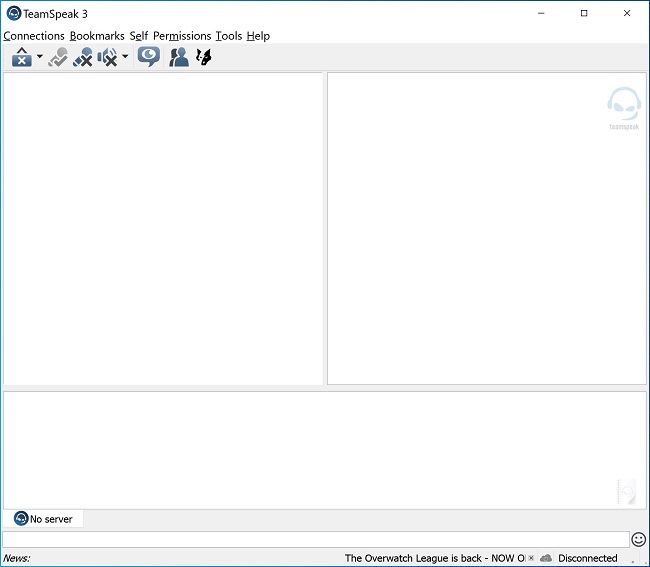 TeamSpeak 3
Connections Bookmarks Self Permissions Tools Help
teamspeak
No server
News: The Overwatch League is back - NOW O Disconnected